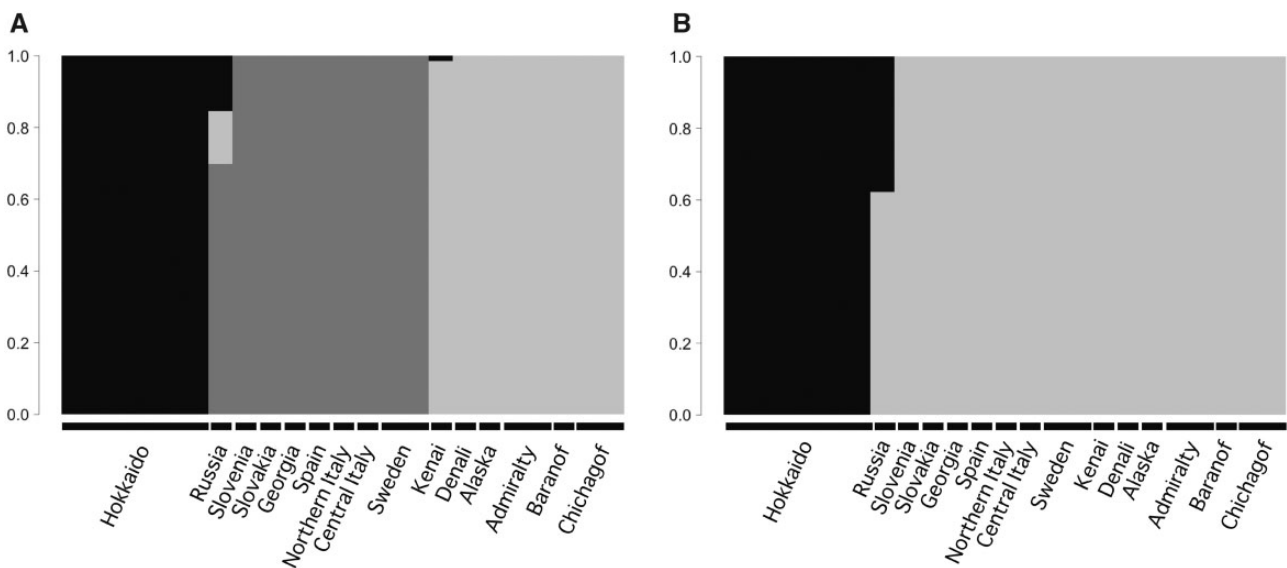 A
1.0
0.8
0.6
0.4
0.2
0.0
Hokkaido
Russia
Slovenia
Slovakia
Georgia
Spain
Northern Italy
Central Italy
Sweden
Kenai
Denali
Alaska
Admiralty
Baranof
Chichagof
B
1.0
0.8
0.6
0.4
0.2
0.0
Hokkaido
Russia
Slovenia
Slovakia
Georgia
Spain
Northern Italy
Central Italy
Sweden
Kenai
Denali
Alaska
Admiralty
Baranof
Chichagof